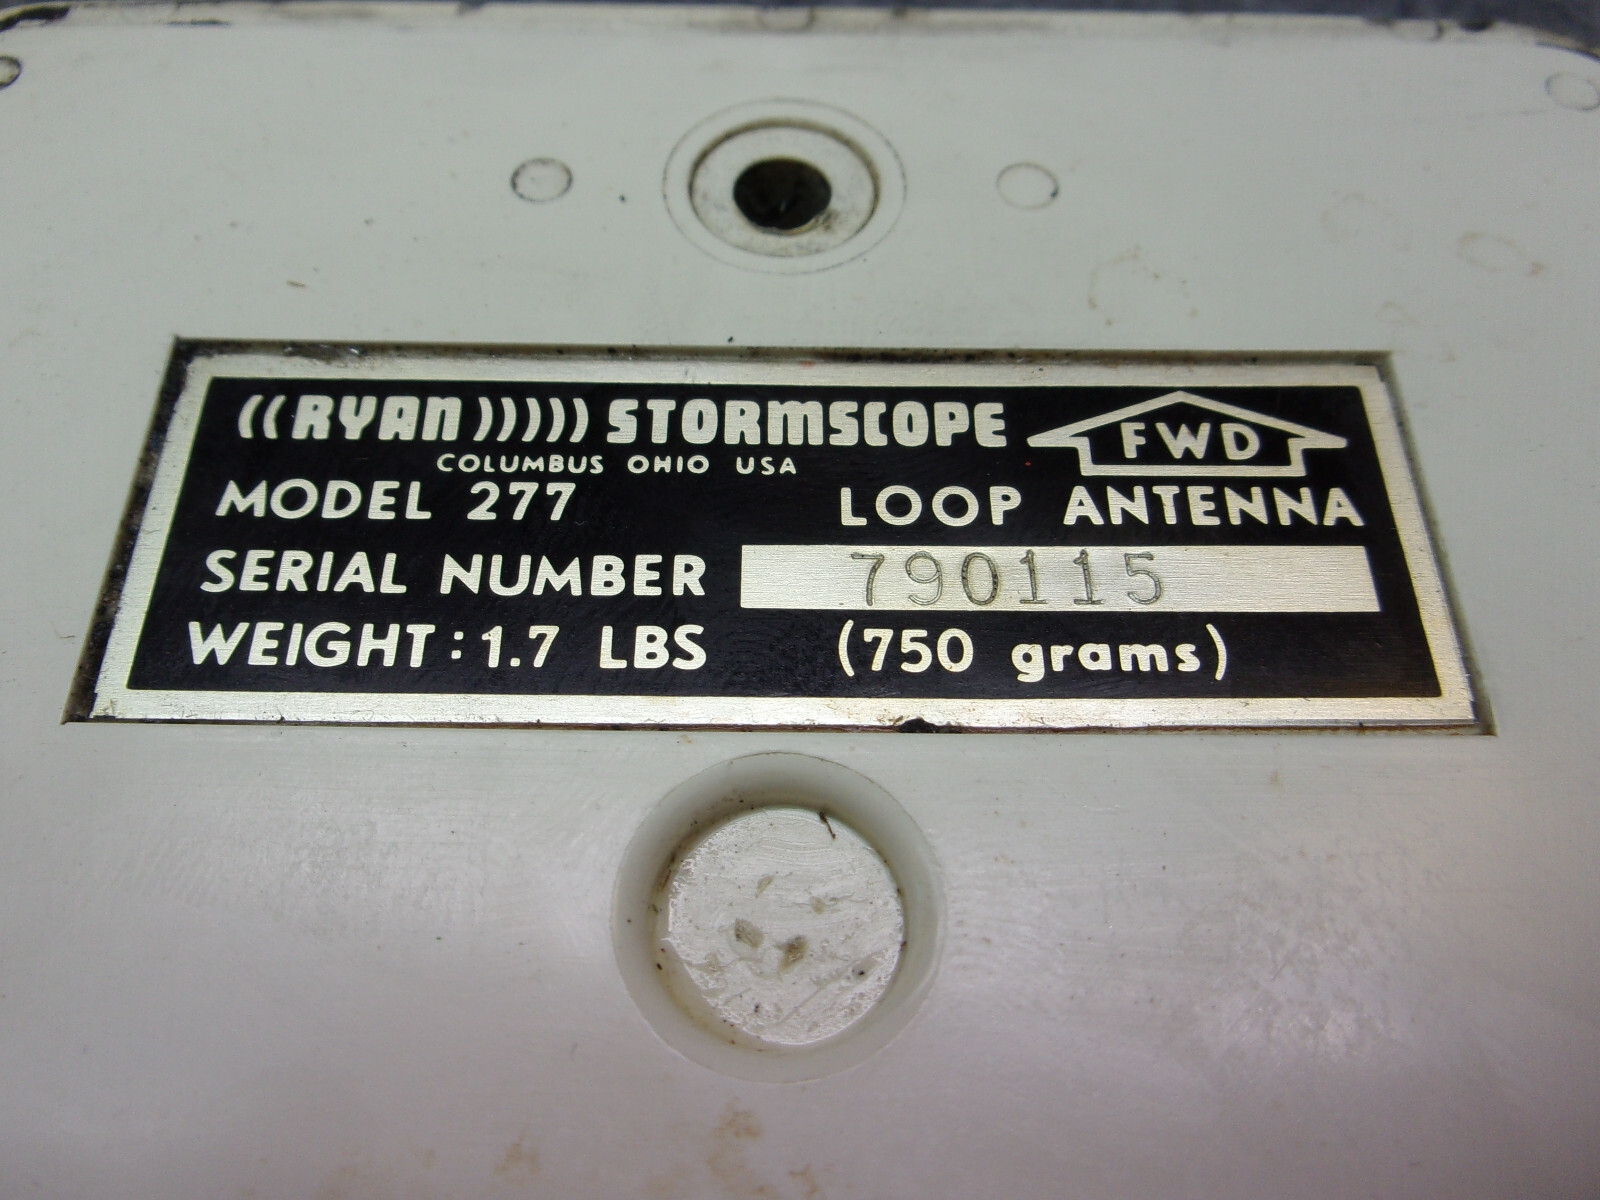 ((RYAN))))) STORMSCOPE FWD
COLUMBUS OHIO USA
MODEL 277 LOOP ANTENNA
SERIAL NUMBER 790115
WEIGHT: 1.7 LBS (750 grams)